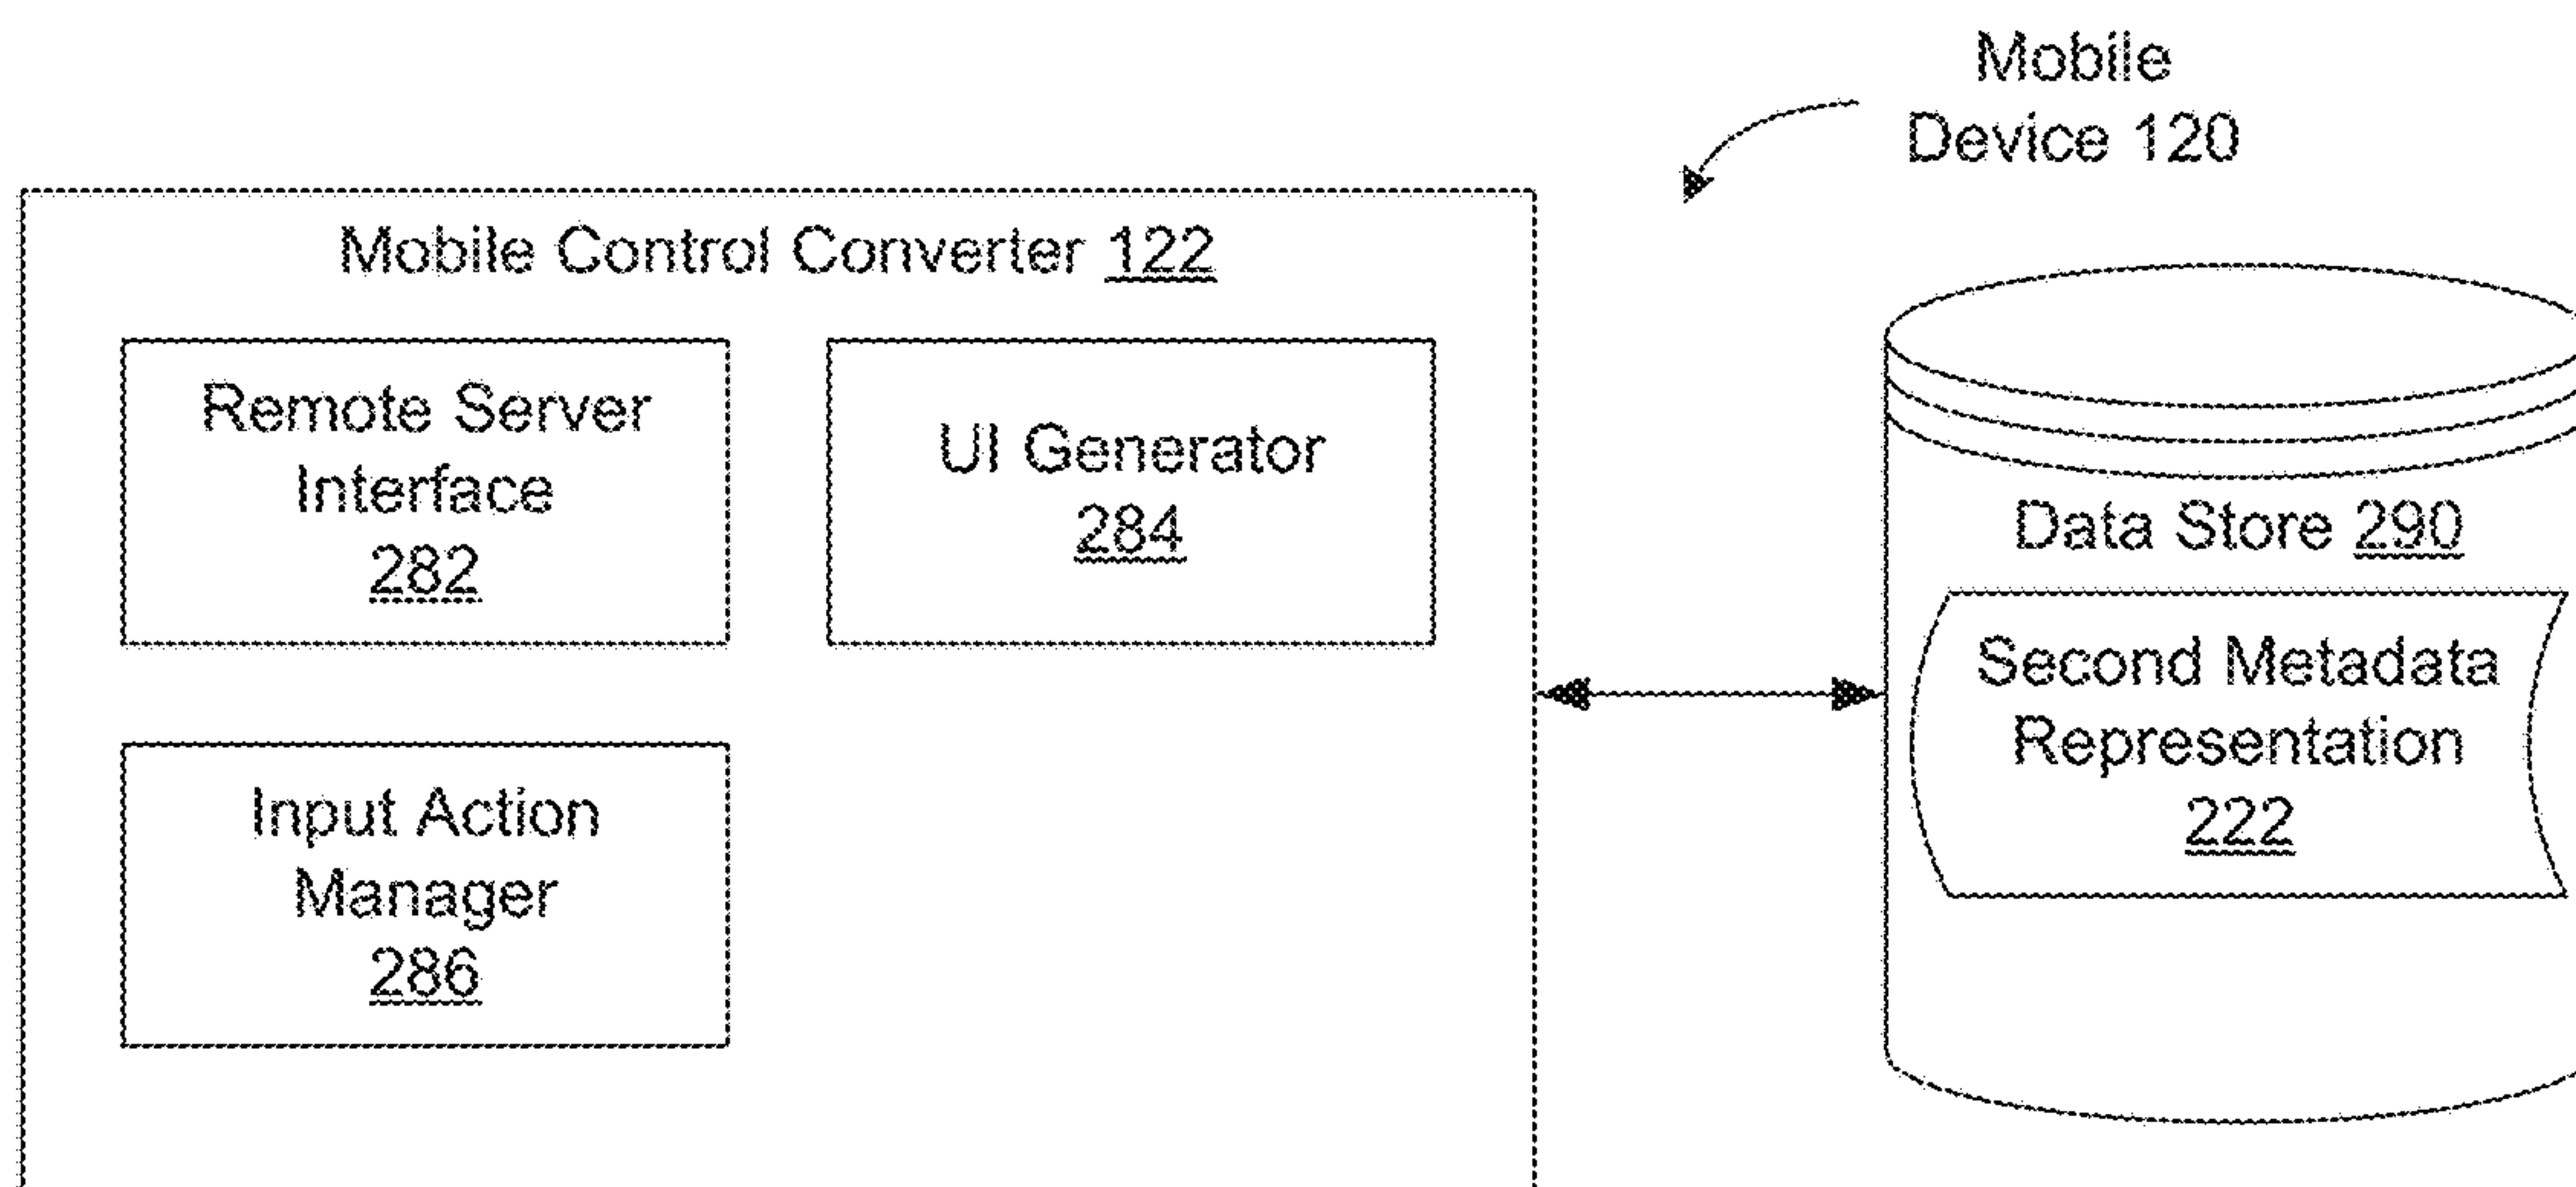 Mobile
Device 120
Mobile Control Converter 122
Remote Server
Interface
282
UI Generator
284
Input Action
Manager
286
Data Store 290
Second Metadata
Representation
222